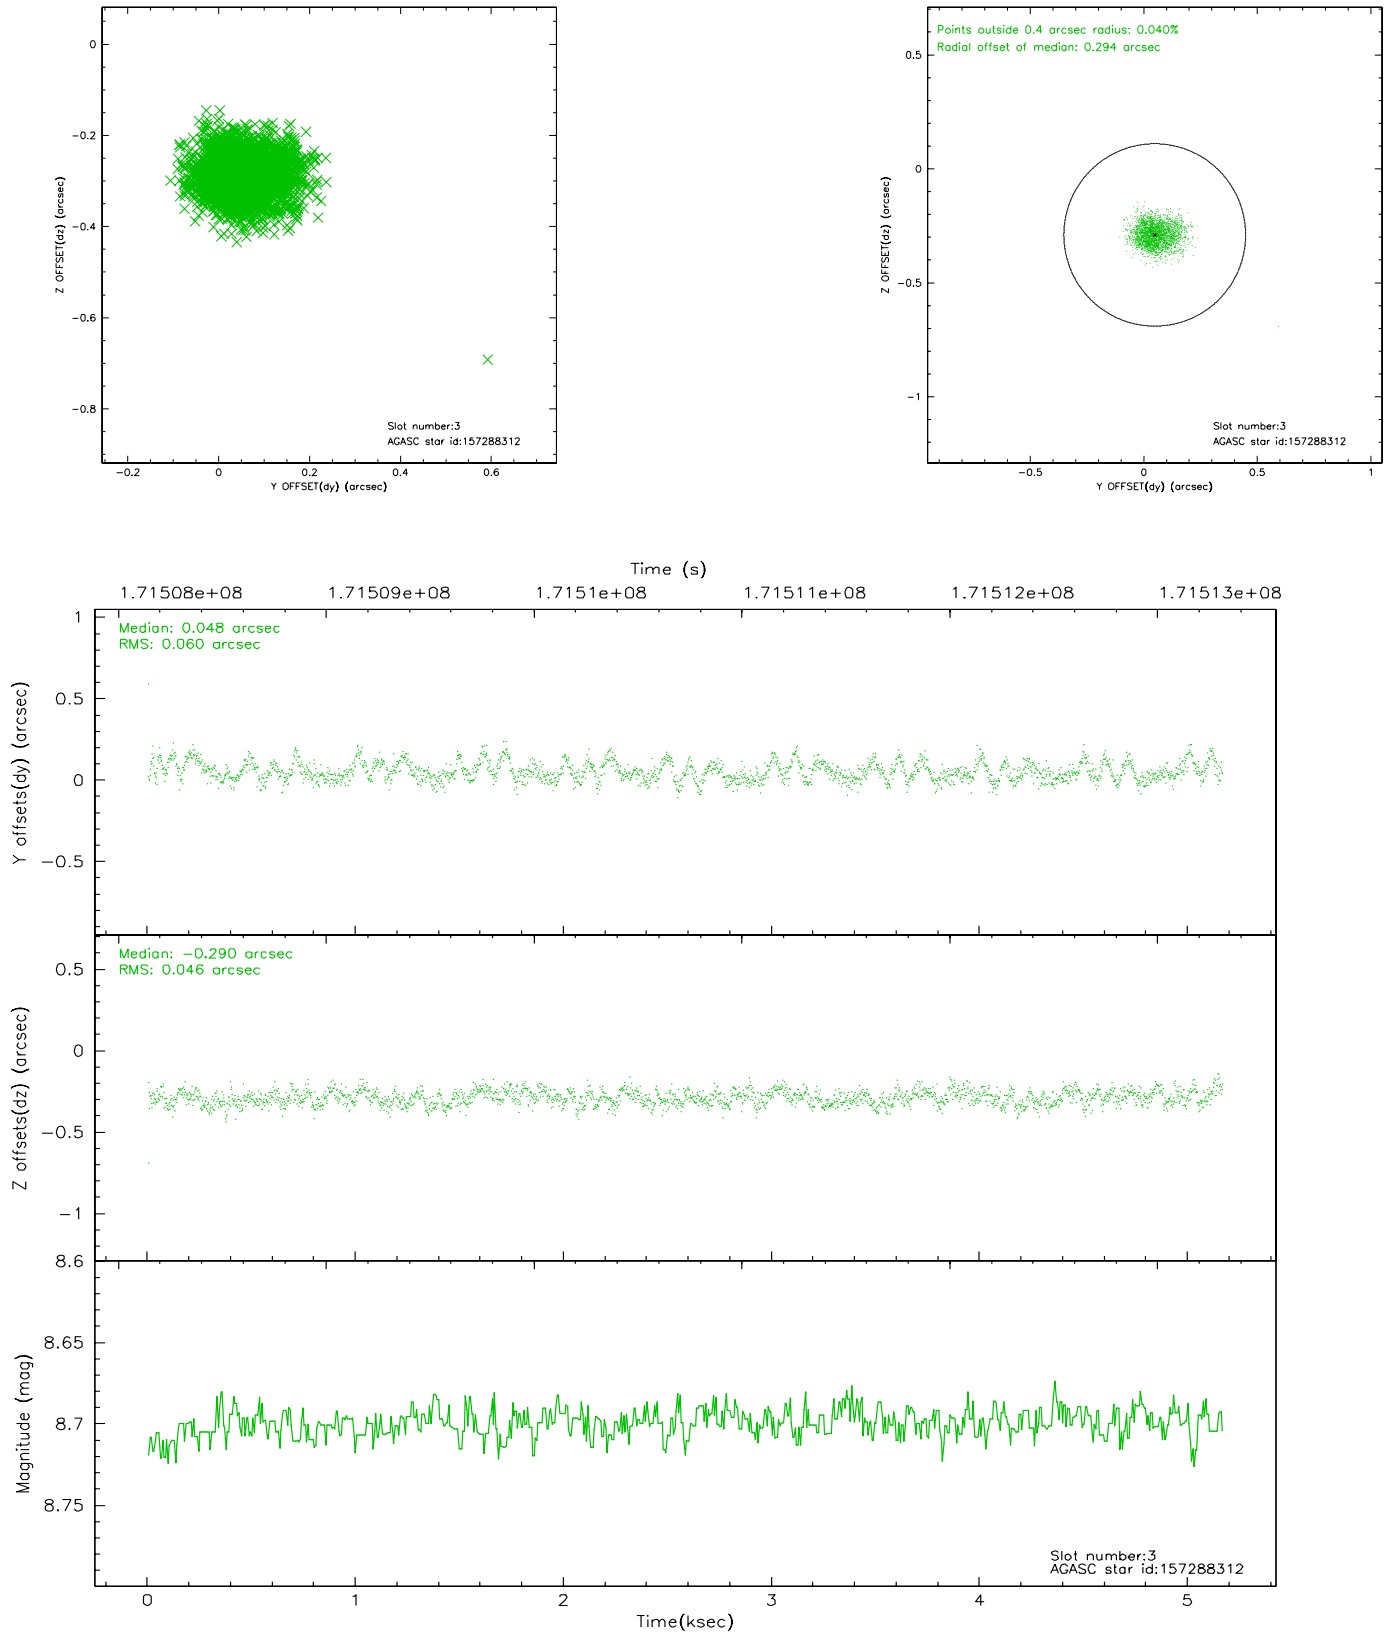 0
−0.2
−0.4
−0.6
−0.8
Z OFFSET(dz) (arcsec)
Slot number:3
AGASC star id:157288312
−0.2
0
0.2
0.4
0.6
Y OFFSET(dy) (arcsec)
Points outside 0.4 arcsec radius: 0.040%
Radial offset of median: 0.294 arcsec
0.5
0
−0.5
−1
Z OFFSET(dz) (arcsec)
Slot number:3
AGASC star id:157288312
−0.5
0
0.5
1
Y OFFSET(dy) (arcsec)
Time (s)
1.71508e+08
1.71509e+08
1.7151e+08
1.71511e+08
1.71512e+08
1.71513e+08
Median: 0.048 arcsec
RMS: 0.060 arcsec
1
0.5
0
−0.5
Y offsets(dy) (arcsec)
Median: −0.290 arcsec
RMS: 0.046 arcsec
0.5
0
−0.5
−1
Z offsets(dz) (arcsec)
8.6
8.65
8.7
8.75
Magnitude (mag)
Slot number:3
AGASC star id:157288312
0
1
2
3
4
5
Time(ksec)